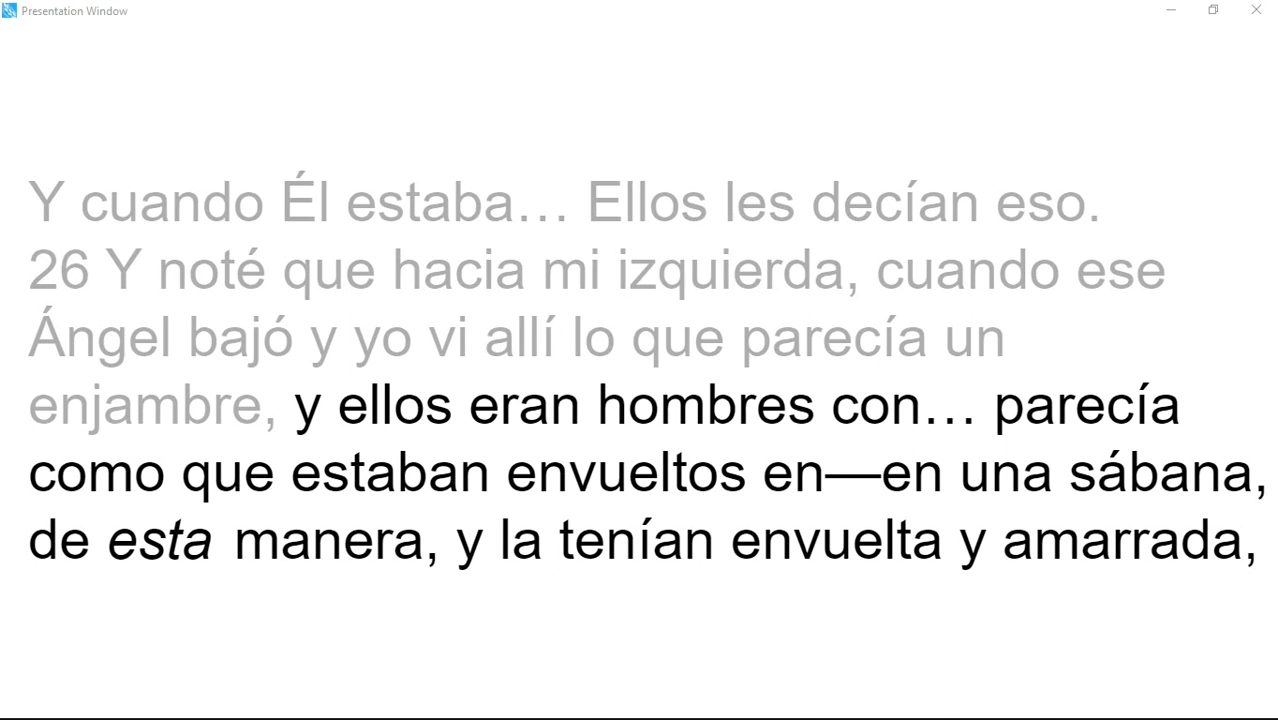 Presentation Window
Y cuando Él estaba… Ellos les decían eso.
26 Y noté que hacia mi izquierda, cuando ese
Ángel bajó y yo vi allí lo que parecía un
enjambre, y ellos eran hombres con… parecía
como que estaban envueltos en—en una sábana,
de esta manera, y la tenían envuelta y amarrada,